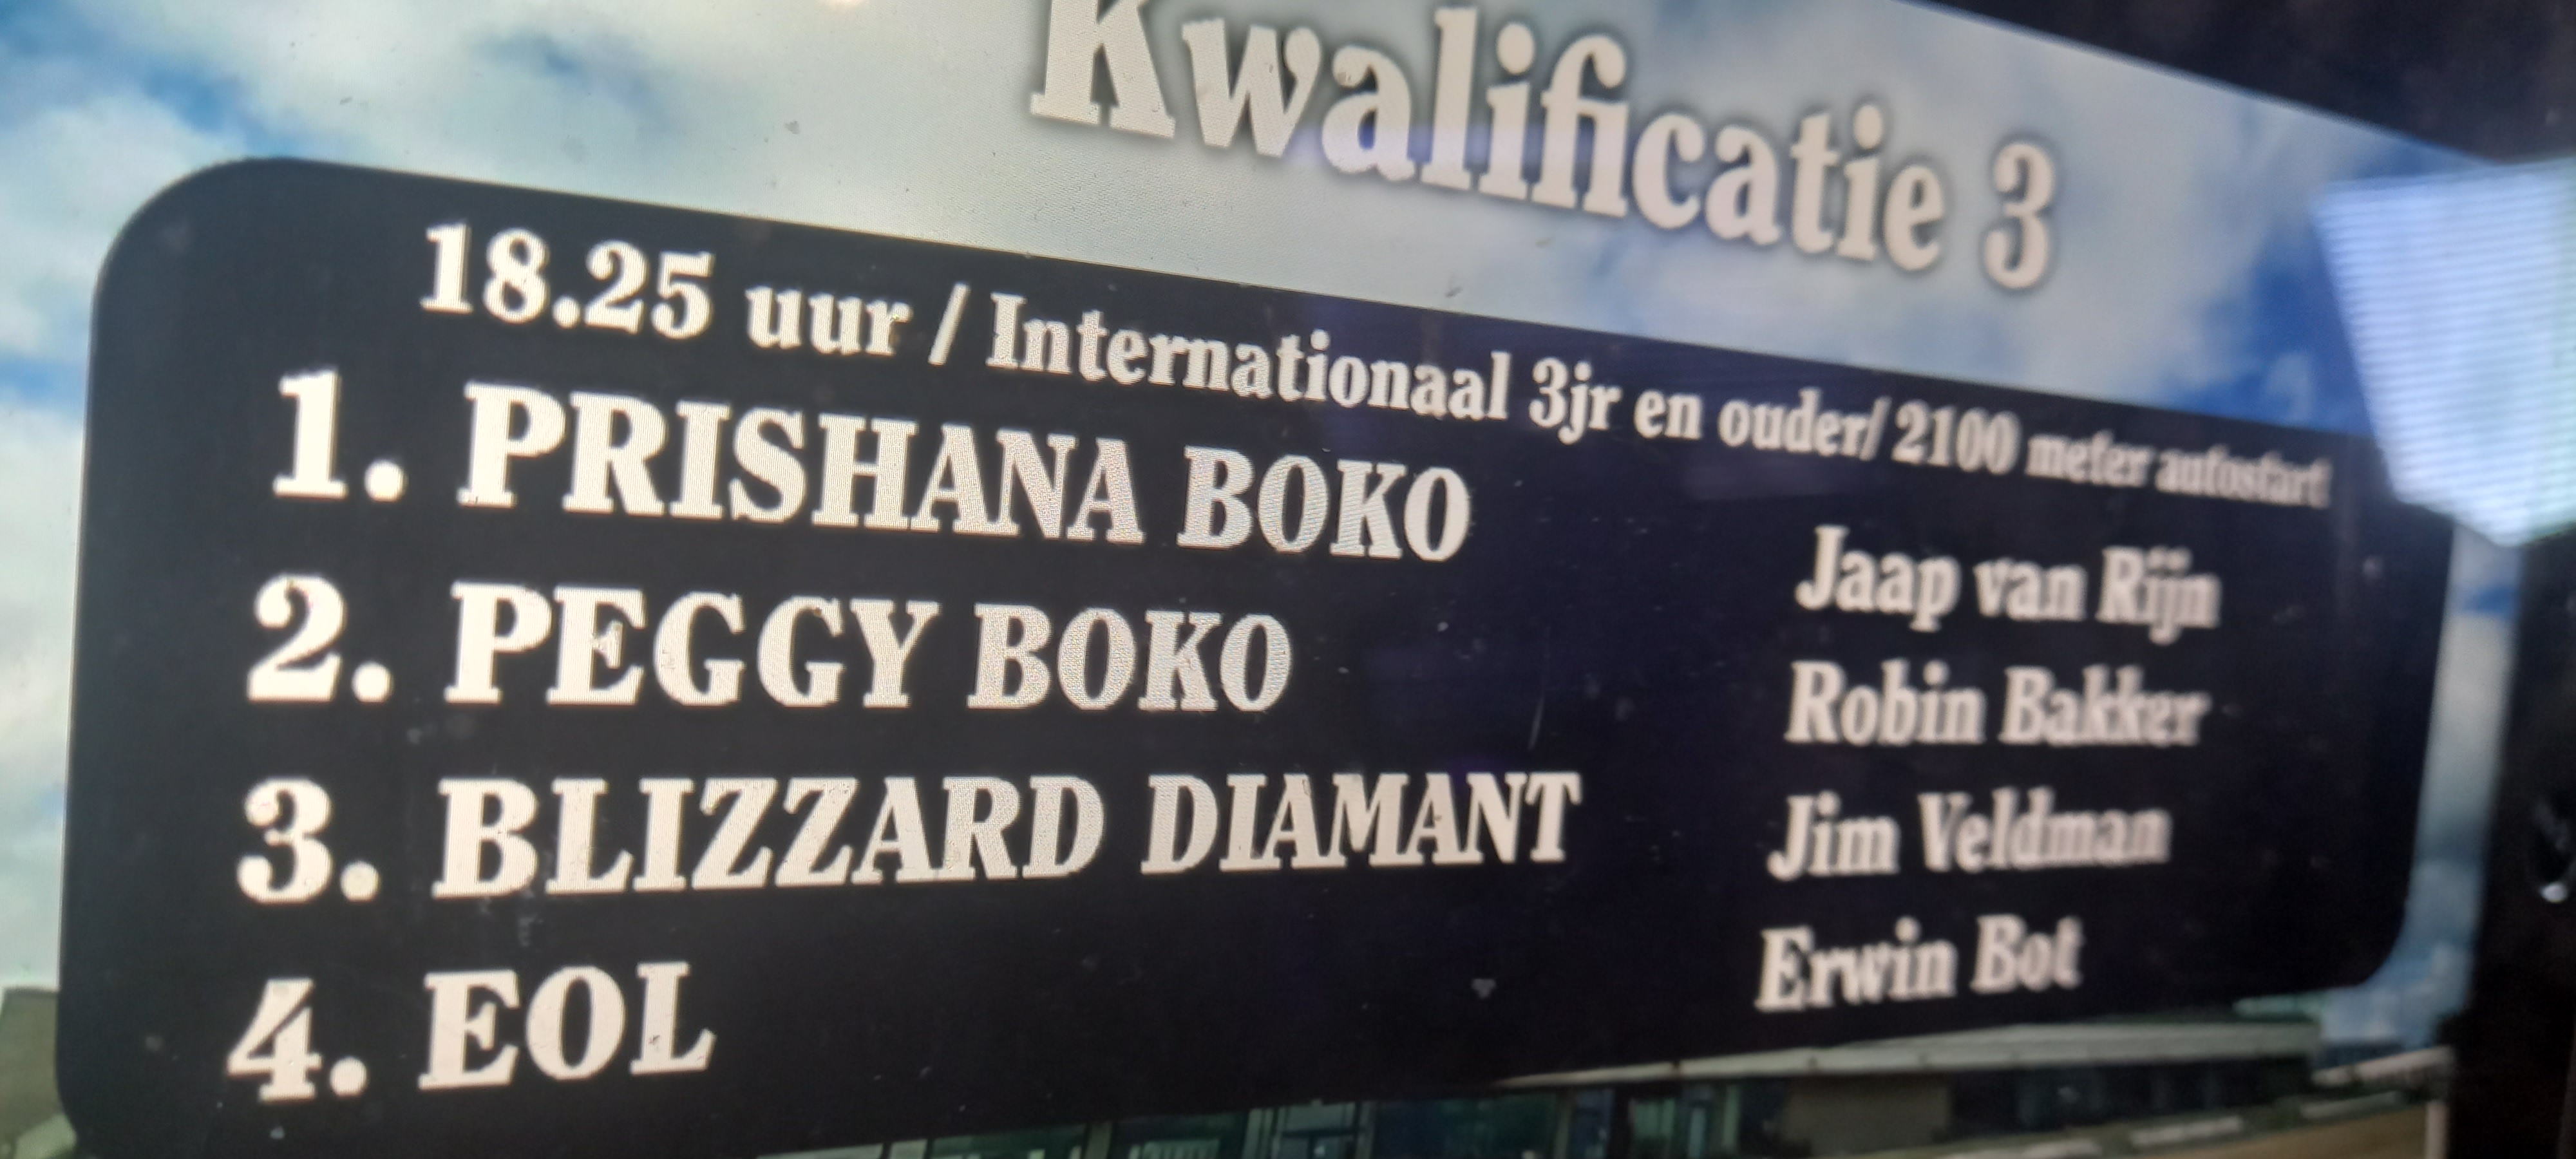 Kwalificatie 3
18.25 uur / Internationaal 3jr en ouder/ 2100 meter autostart
1. PRISHANA BOKO Jaap van Rijn
2. PEGGY BOKO Robin Bakker
3. BLIZZARD DIAMANT Jim Veldman
4. EOL Erwin Bot